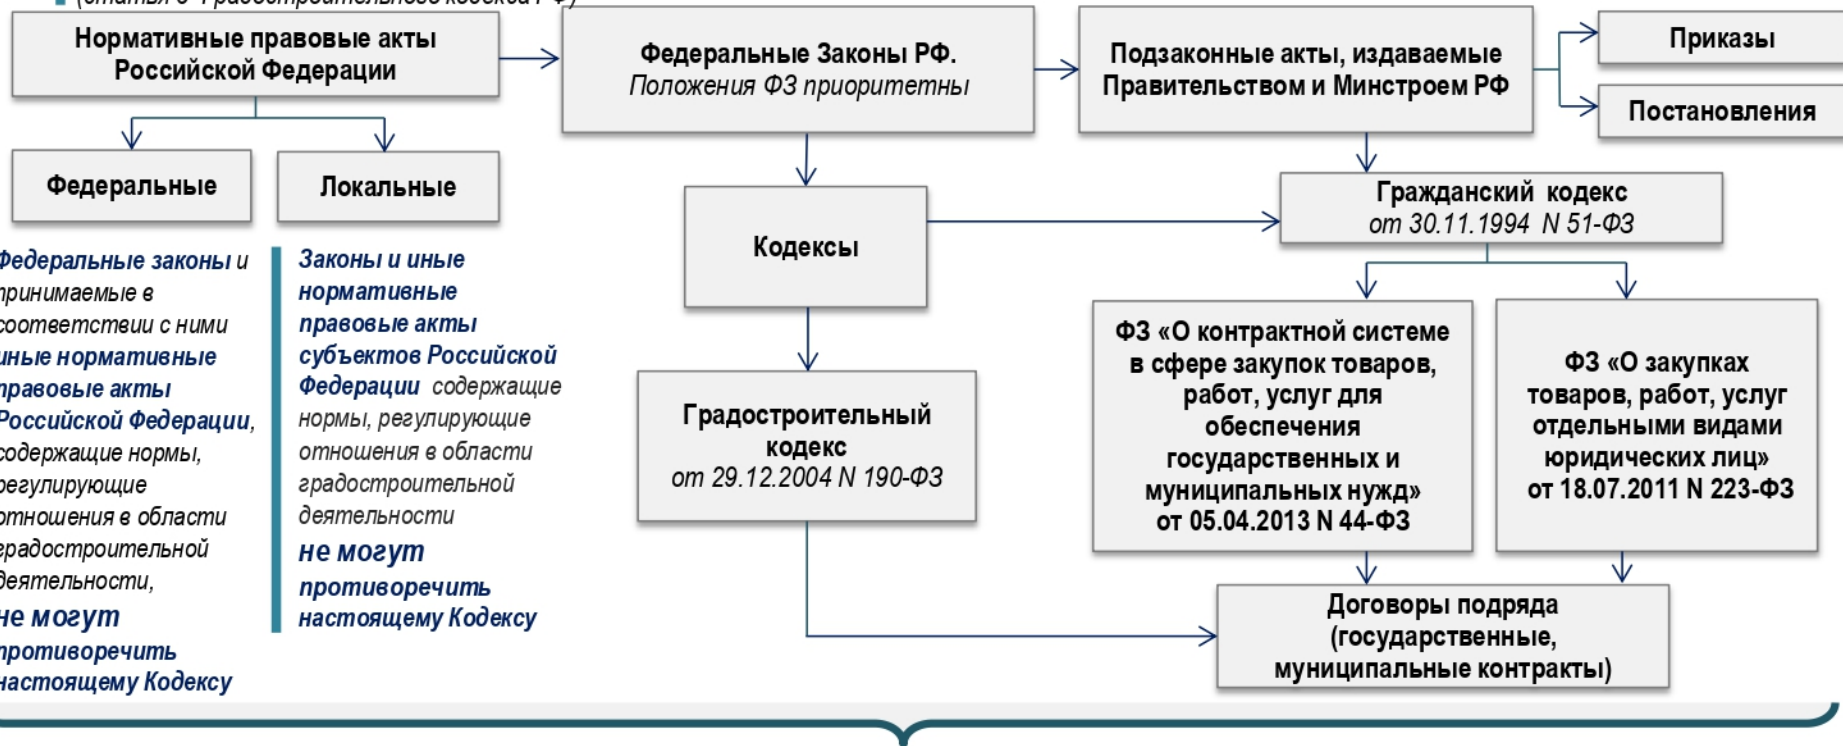 Нормативные правовые акты
Российской Федерации
Федеральные Законы РФ.
Положения ФЗ приоритетны
Подзаконные акты, издаваемые
Правительством и Минстроем РФ
Приказы
Постановления
Федеральные
Локальные
Федеральные законы и
принимаемые в
соответствии с ними
иные нормативные
правовые акты
Российской Федерации,
содержащие нормы,
регулирующие
отношения в области
градостроительной
деятельности,
не могут
противоречить
настоящему Кодексу
Законы и иные
нормативные
правовые акты
субъектов Российской
Федерации содержащие
нормы, регулирующие
отношения в области
градостроительной
деятельности
не могут
противоречить
настоящему Кодексу
Кодексы
Градостроительный
кодекс
от 29.12.2004 N 190-ФЗ
Гражданский кодекс
от 30.11.1994 N 51-ФЗ
ФЗ «О контрактной системе
в сфере закупок товаров,
работ, услуг для
обеспечения
государственных и
муниципальных нужд»
от 05.04.2013 N 44-ФЗ
ФЗ «О закупках
товаров, работ, услуг
отдельными видами
юридических лиц»
от 18.07.2011 N 223-ФЗ
Договоры подряда
(государственные,
муниципальные контракты)